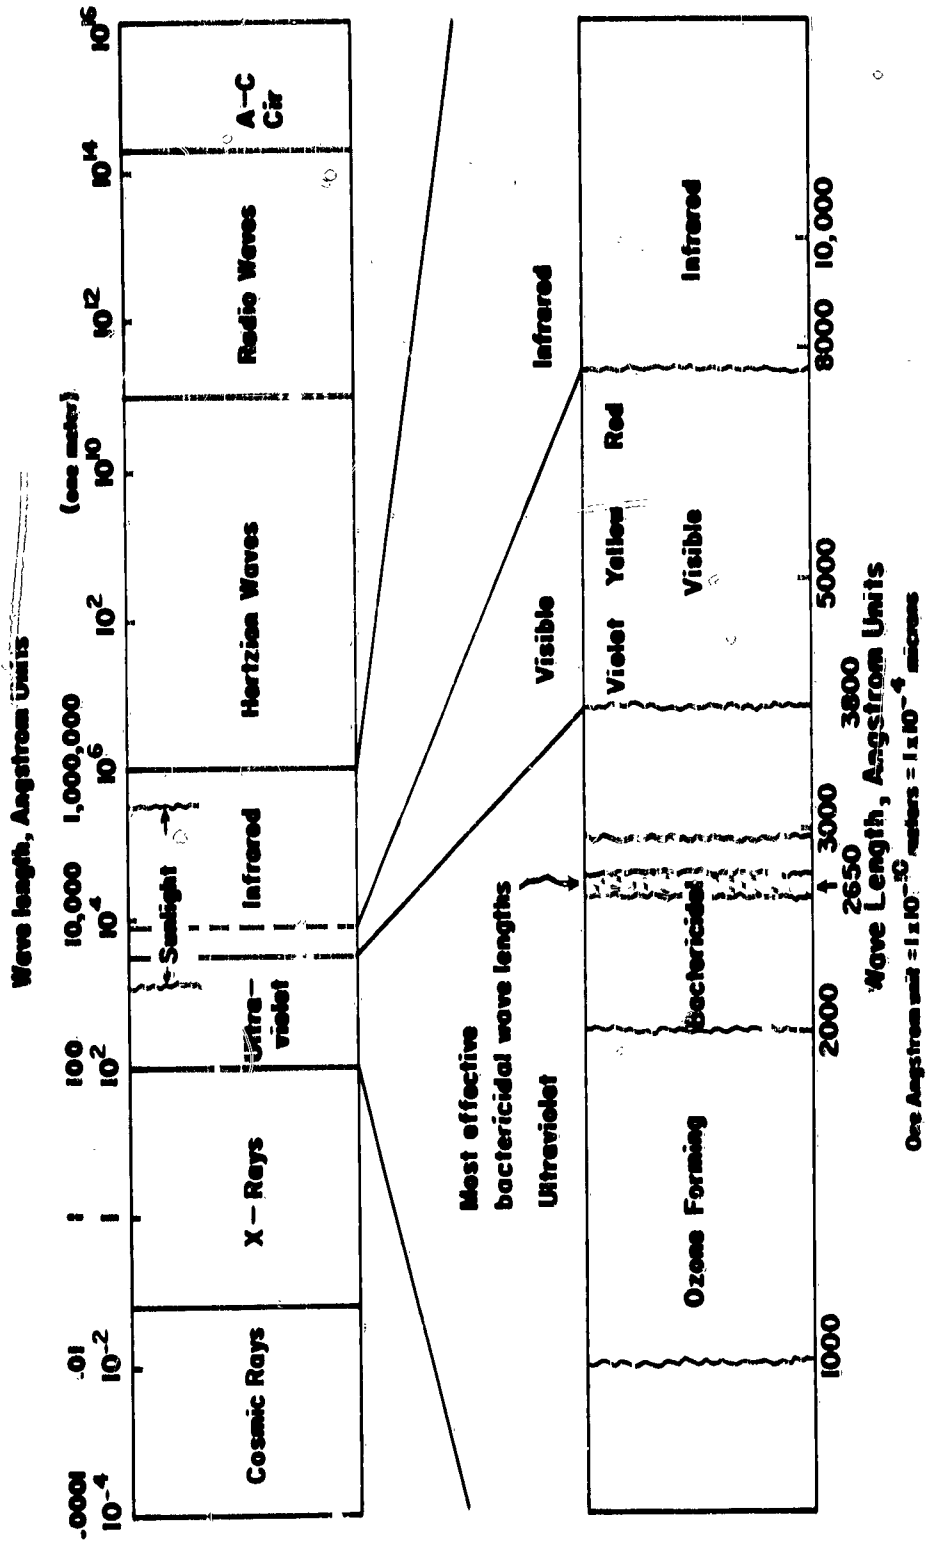 Wave length, Angstrom Units
(one meter)
.0001 .01 1 100 10,000 1,000,000
10-4 10-2 1 10² 10⁴ 10⁶ 10² 10¹⁰ 10¹² 10¹⁴ 10¹⁶
Sunlight
Cosmic Rays
X-Rays
Ultra-
violet
Infrared
Hertzian Waves
Radio Waves
A-C
Cir
Most effective
bactericidal wave lengths
Ultraviolet
Visible
Infrared
Violet Yellow Red
Ozone Forming
Bactericidal
Visible
Infrared
1000 2000 3000 5000 8000 10,000
2650 3800
Wave Length, Angstrom Units
One Angstrom unit = 1x10⁻¹⁰ meters = 1x10⁻⁴ microns